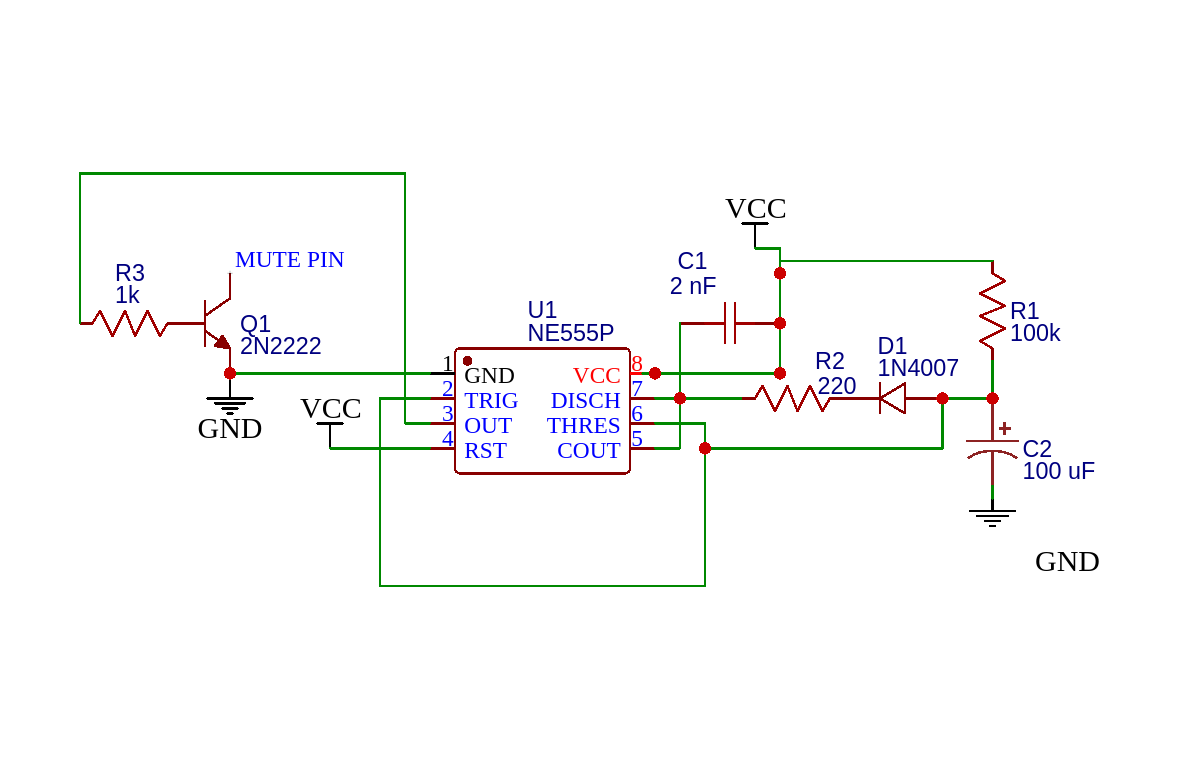 VCC
MUTE PIN
R3
1k
C1
2 nF
U1
NE555P
Q1
2N2222
R1
100k
R2
220
D1
1N4007
1
GND
2
TRIG
3
OUT
4
RST
8
VCC
7
DISCH
6
THRES
5
COUT
VCC
GND
+
C2
100 uF
GND